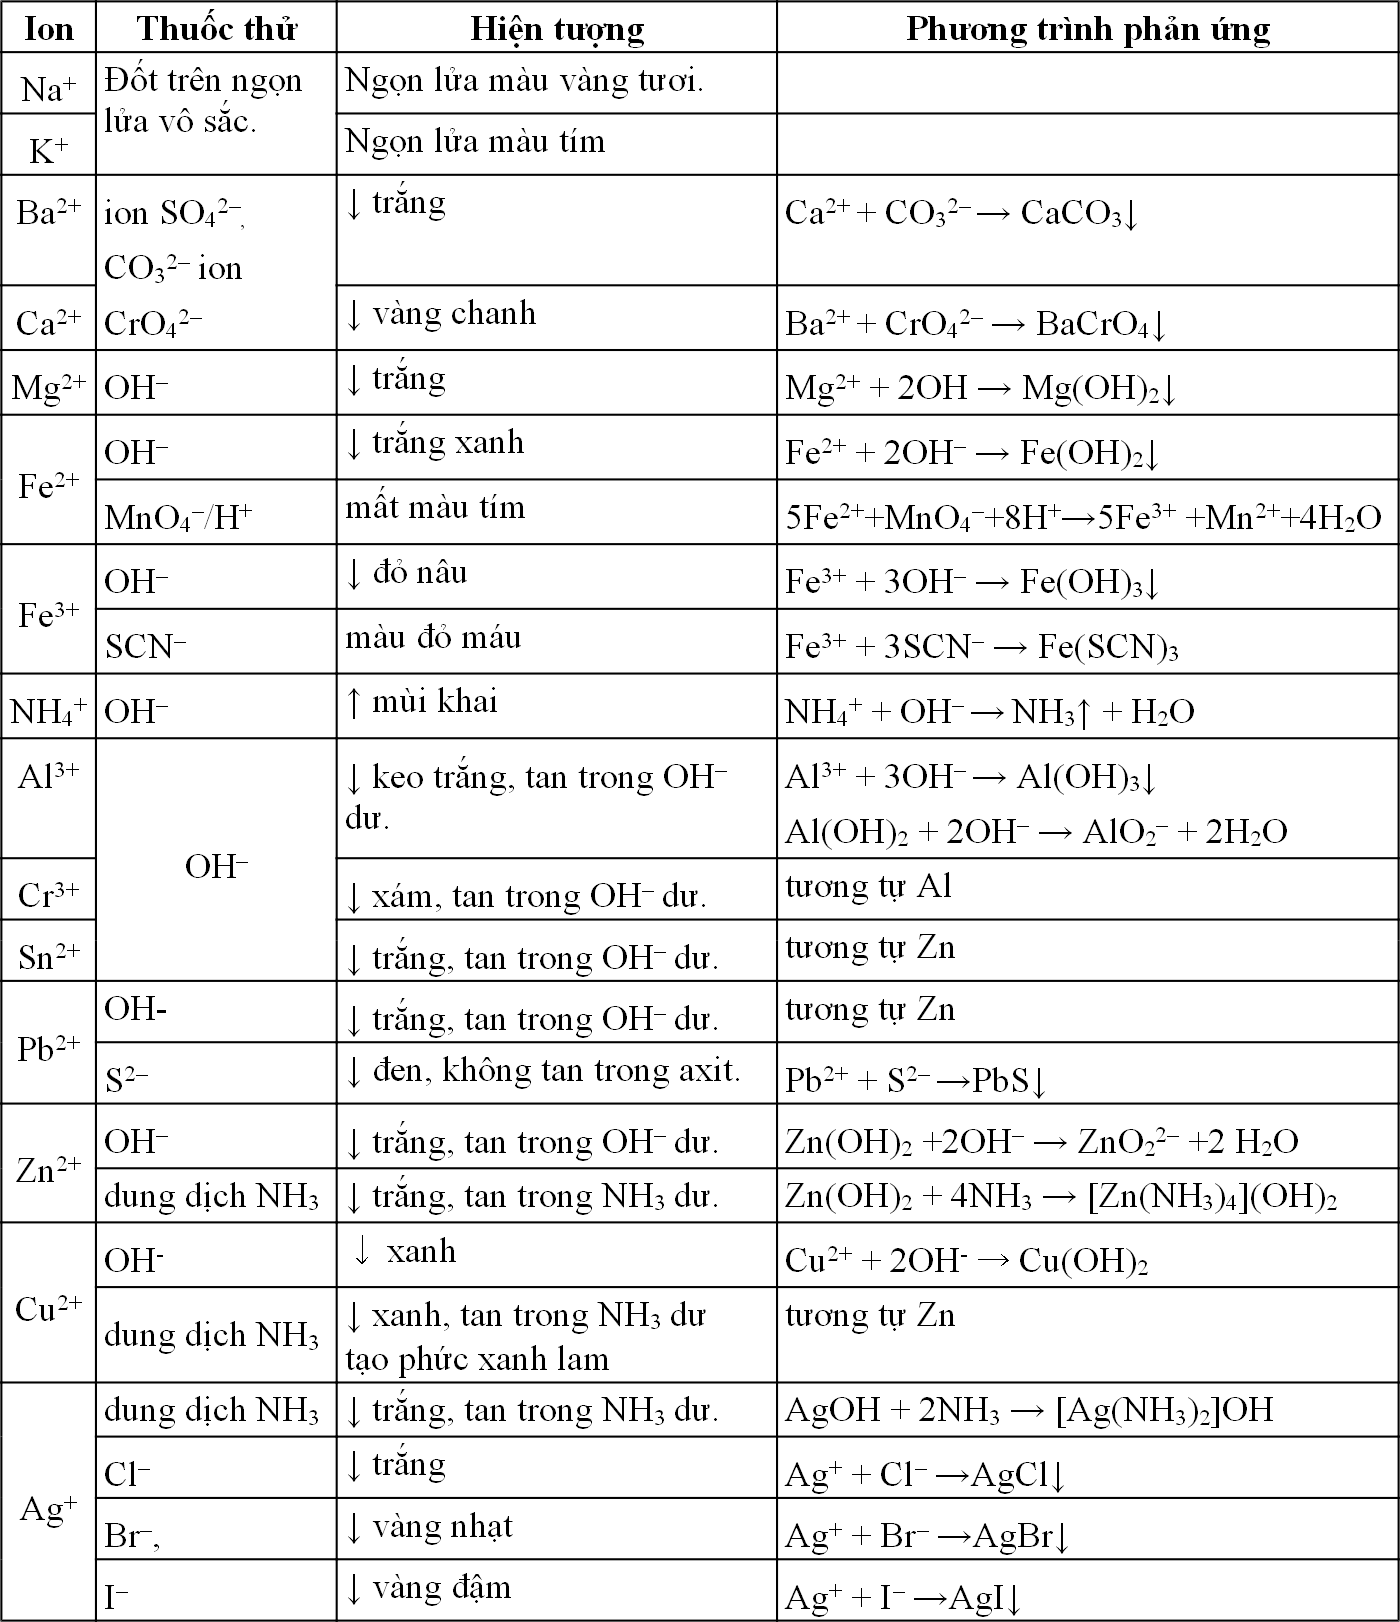 Ion Thuốc thử Hiện tượng Phương trình phản ứng
Na⁺ Đốt trên ngọn lửa vô sắc. Ngọn lửa màu vàng tươi.
K⁺ Ngọn lửa màu tím
Ba²⁺ ion SO₄²⁻, ↓ trắng Ca²⁺ + CO₃²⁻ → CaCO₃↓
CO₃²⁻ ion
Ca²⁺ CrO₄²⁻ ↓ vàng chanh Ba²⁺ + CrO₄²⁻ → BaCrO₄↓
Mg²⁺ OH⁻ ↓ trắng Mg²⁺ + 2OH → Mg(OH)₂↓
Fe²⁺ OH⁻ ↓ trắng xanh Fe²⁺ + 2OH⁻ → Fe(OH)₂↓
MnO₄⁻/H⁺ mất màu tím 5Fe²⁺+MnO₄⁻+8H⁺→5Fe³⁺ +Mn²⁺+4H₂O
Fe³⁺ OH⁻ ↓ đỏ nâu Fe³⁺ + 3OH⁻ → Fe(OH)₃↓
SCN⁻ màu đỏ máu Fe³⁺ + 3SCN⁻ → Fe(SCN)₃
NH₄⁺ OH⁻ ↑ mùi khai NH₄⁺ + OH⁻ → NH₃↑ + H₂O
Al³⁺ OH⁻ ↓ keo trắng, tan trong OH⁻ Al³⁺ + 3OH⁻ → Al(OH)₃↓
dư. Al(OH)₂ + 2OH⁻ → AlO₂⁻ + 2H₂O
Cr³⁺ ↓ xám, tan trong OH⁻ dư. tương tự Al
Sn²⁺ ↓ trắng, tan trong OH⁻ dư. tương tự Zn
Pb²⁺ OH- ↓ trắng, tan trong OH⁻ dư. tương tự Zn
S²⁻ ↓ đen, không tan trong axit. Pb²⁺ + S²⁻ →PbS↓
Zn²⁺ OH⁻ ↓ trắng, tan trong OH⁻ dư. Zn(OH)₂ +2OH⁻ → ZnO₂²⁻ +2 H₂O
dung dịch NH₃ ↓ trắng, tan trong NH₃ dư. Zn(OH)₂ + 4NH₃ → [Zn(NH₃)₄](OH)₂
Cu²⁺ OH- ↓ xanh Cu²⁺ + 2OH- → Cu(OH)₂
dung dịch NH₃ ↓ xanh, tan trong NH₃ dư tương tự Zn
tạo phức xanh lam
Ag⁺ dung dịch NH₃ ↓ trắng, tan trong NH₃ dư. AgOH + 2NH₃ → [Ag(NH₃)₂]OH
Cl⁻ ↓ trắng Ag⁺ + Cl⁻ →AgCl↓
Br⁻, ↓ vàng nhạt Ag⁺ + Br⁻ →AgBr↓
I⁻ ↓ vàng đậm Ag⁺ + I⁻ →AgI↓